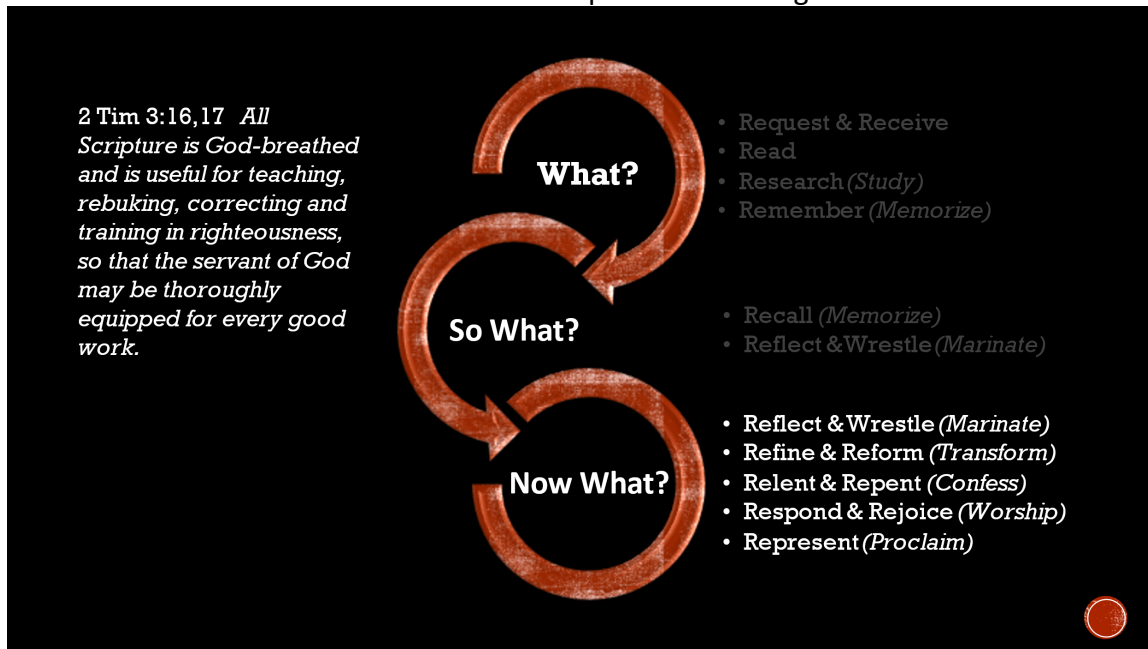 2 Tim 3:16,17 All
Scripture is God-breathed
and is useful for teaching,
rebuking, correcting and
training in righteousness,
so that the servant of God
may be thoroughly
equipped for every good
work.
What?
• Request & Receive
• Read
• Research (Study)
• Remember (Memorize)
So What?
• Recall (Memorize)
• Reflect & Wrestle (Marinate)
Now What?
• Reflect & Wrestle (Marinate)
• Refine & Reform (Transform)
• Relent & Repent (Confess)
• Respond & Rejoice (Worship)
• Represent (Proclaim)